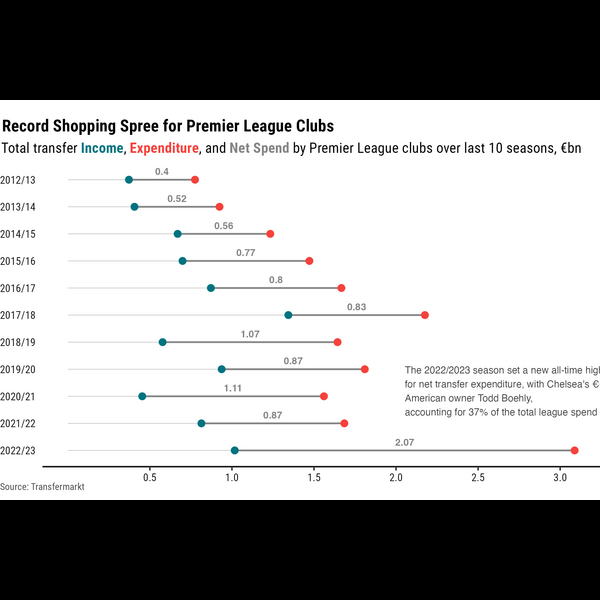 Record Shopping Spree for Premier League Clubs
Total transfer Income, Expenditure, and Net Spend by Premier League clubs over last 10 seasons, €bn
2012/13
0.4
2013/14
0.52
2014/15
0.56
2015/16
0.77
2016/17
0.8
2017/18
0.83
2018/19
1.07
2019/20
0.87
2020/21
1.11
2021/22
0.87
2022/23
2.07
The 2022/2023 season set a new all-time high
for net transfer expenditure, with Chelsea's €
American owner Todd Boehly,
accounting for 37% of the total league spend
0.5 1.0 1.5 2.0 2.5 3.0
Source: Transfermarkt